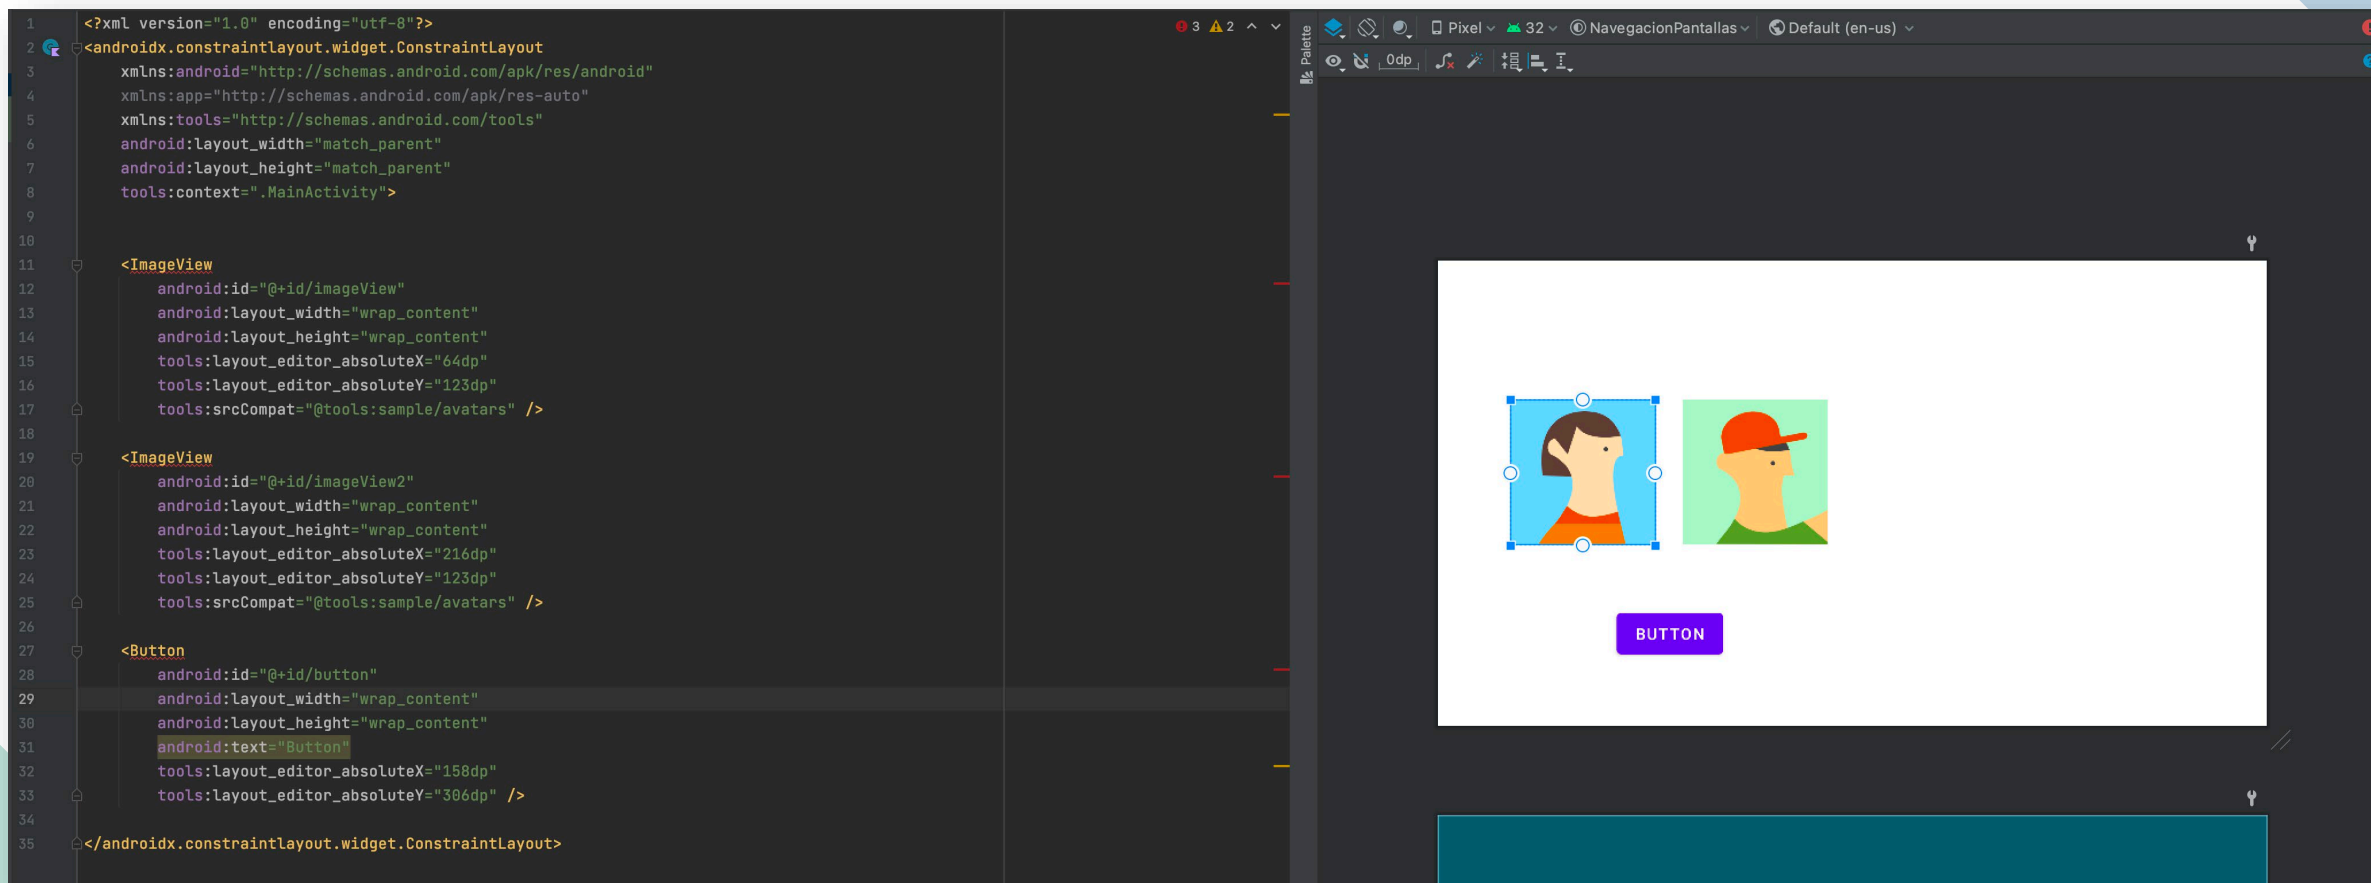 1 <?xml version="1.0" encoding="utf-8"?>
2 <androidx.constraintlayout.widget.ConstraintLayout
3 xmlns:android="http://schemas.android.com/apk/res/android"
4 xmlns:app="http://schemas.android.com/apk/res-auto"
5 xmlns:tools="http://schemas.android.com/tools"
6 android:layout_width="match_parent"
7 android:layout_height="match_parent"
8 tools:context=".MainActivity">
9
10
11 <ImageView
12 android:id="@+id/imageView"
13 android:layout_width="wrap_content"
14 android:layout_height="wrap_content"
15 tools:layout_editor_absoluteX="64dp"
16 tools:layout_editor_absoluteY="123dp"
17 tools:srcCompat="@tools:sample/avatars" />
18
19 <ImageView
20 android:id="@+id/imageView2"
21 android:layout_width="wrap_content"
22 android:layout_height="wrap_content"
23 tools:layout_editor_absoluteX="216dp"
24 tools:layout_editor_absoluteY="123dp"
25 tools:srcCompat="@tools:sample/avatars" />
26
27 <Button
28 android:id="@+id/button"
29 android:layout_width="wrap_content"
30 android:layout_height="wrap_content"
31 android:text="Button"
32 tools:layout_editor_absoluteX="158dp"
33 tools:layout_editor_absoluteY="306dp" />
34
35 </androidx.constraintlayout.widget.ConstraintLayout>
3 2
Palette
Pixel 32 NavegacionPantallas Default (en-us)
0dp
BUTTON